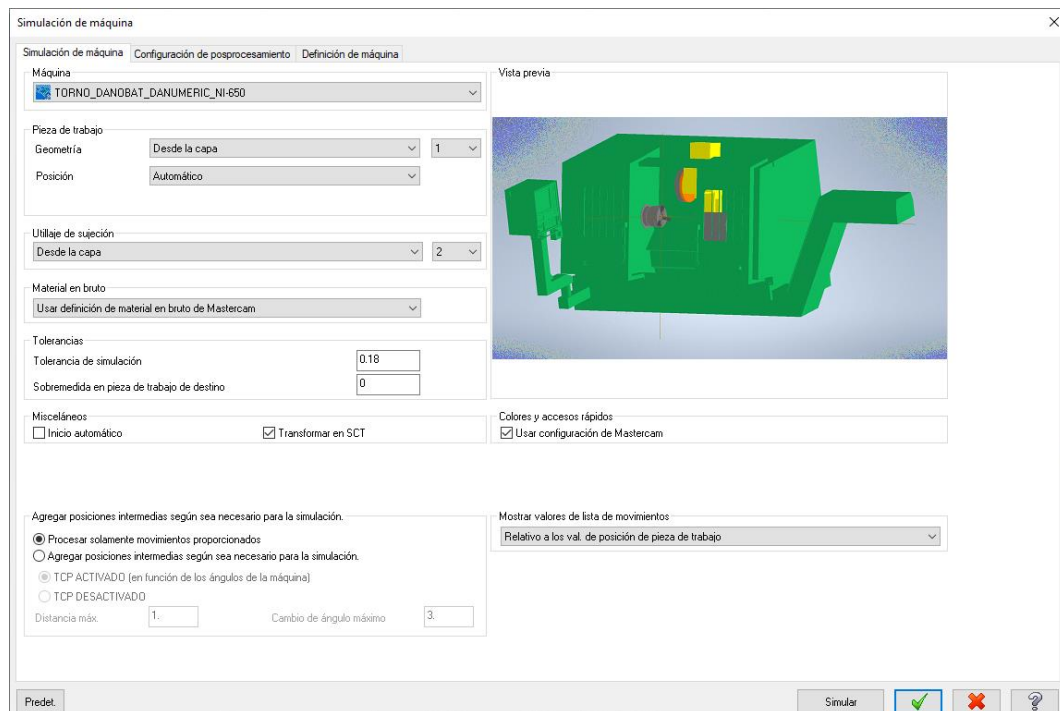 Simulación de máquina
Simulación de máquina Configuración de posprocesamiento Definición de máquina
Máquina
TORNO_DANOBAT_DANUMERIC_NI-650
Vista previa
Pieza de trabajo
Geometría Desde la capa 1
Posición Automático
Utillaje de sujeción
Desde la capa 2
Material en bruto
Usar definición de material en bruto de Mastercam
Tolerancias
Tolerancia de simulación 0.18
Sobremedida en pieza de trabajo de destino 0
Misceláneos
Inicio automático Transformar en SCT
Colores y accesos rápidos
Usar configuración de Mastercam
Agregar posiciones intermedias según sea necesario para la simulación.
Procesar solamente movimientos proporcionados
Agregar posiciones intermedias según sea necesario para la simulación.
TCP ACTIVADO (en función de los ángulos de la máquina)
TCP DESACTIVADO
Distancia máx. 1. Cambio de ángulo máximo 3.
Mostrar valores de lista de movimientos
Relativo a los val. de posición de pieza de trabajo
Predet. Simular